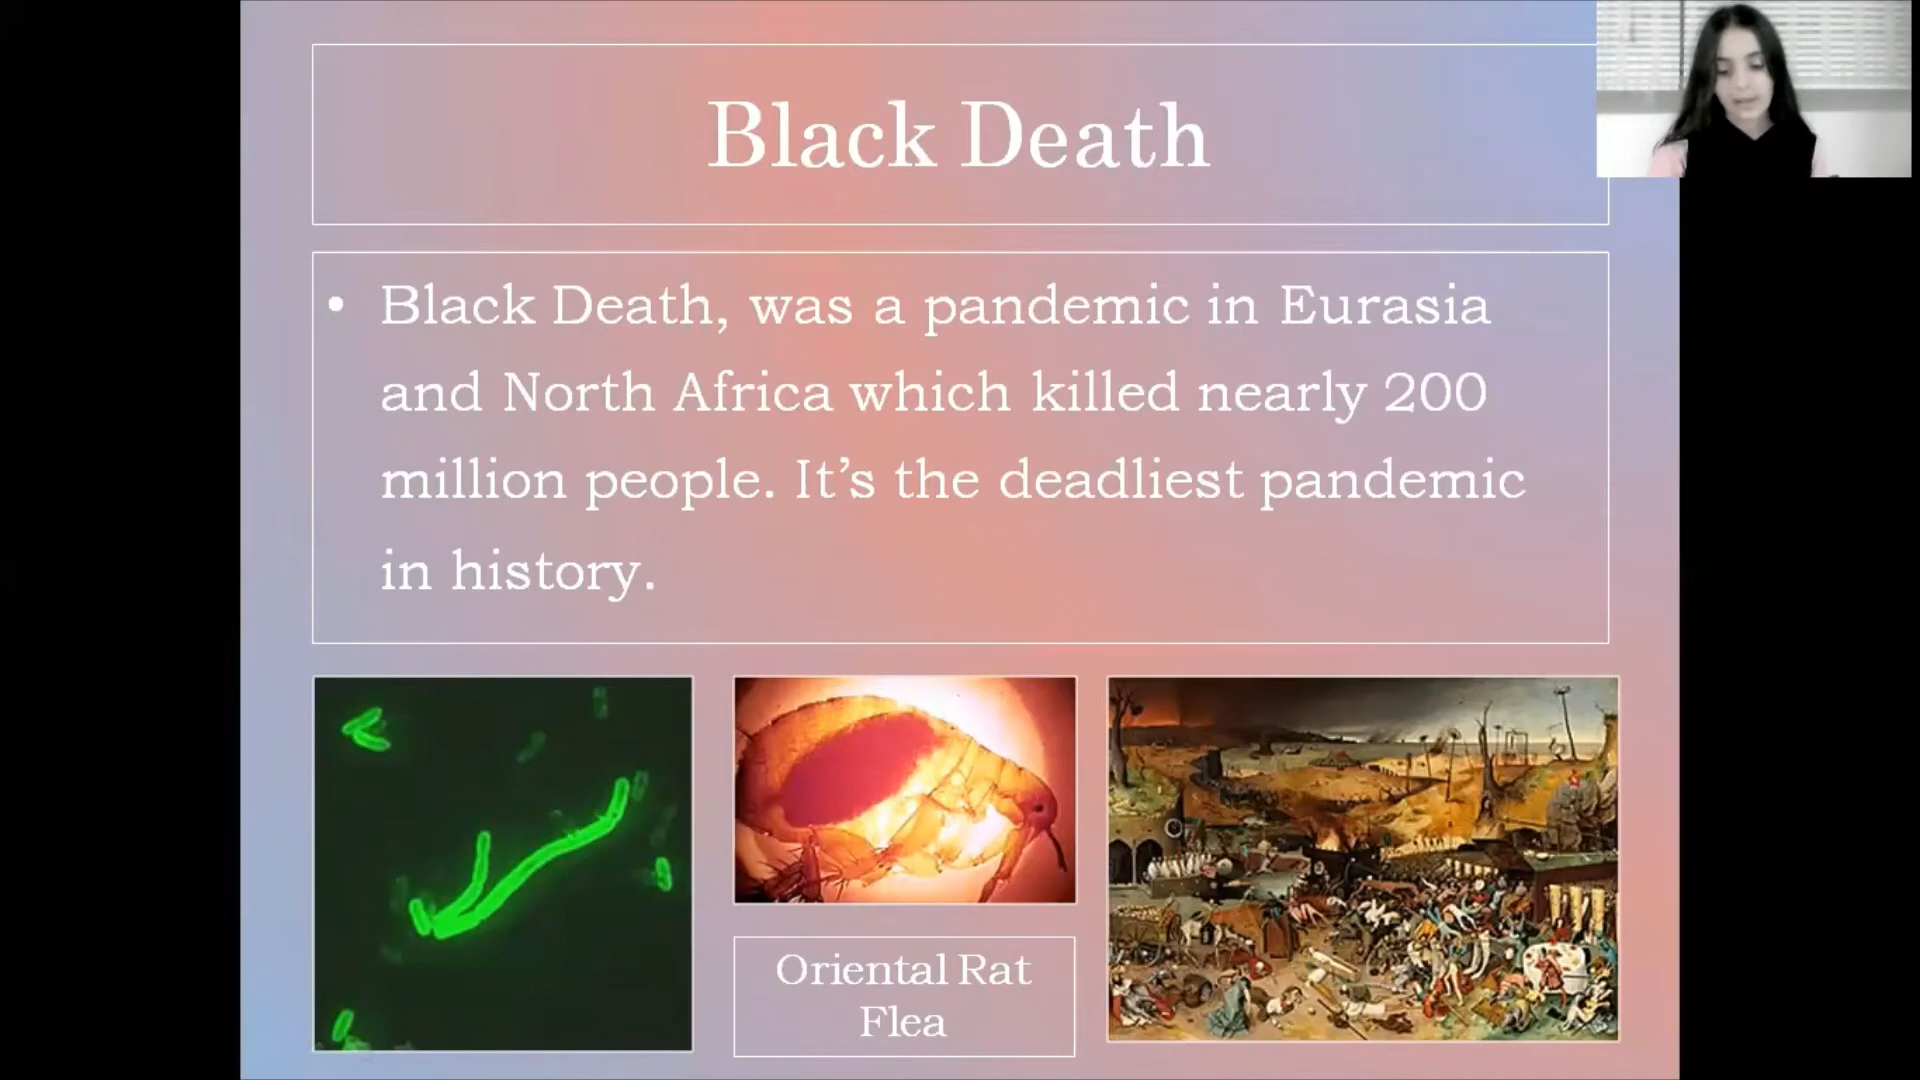 Black Death
• Black Death, was a pandemic in Eurasia
and North Africa which killed nearly 200
million people. It’s the deadliest pandemic
in history.
Oriental Rat
Flea